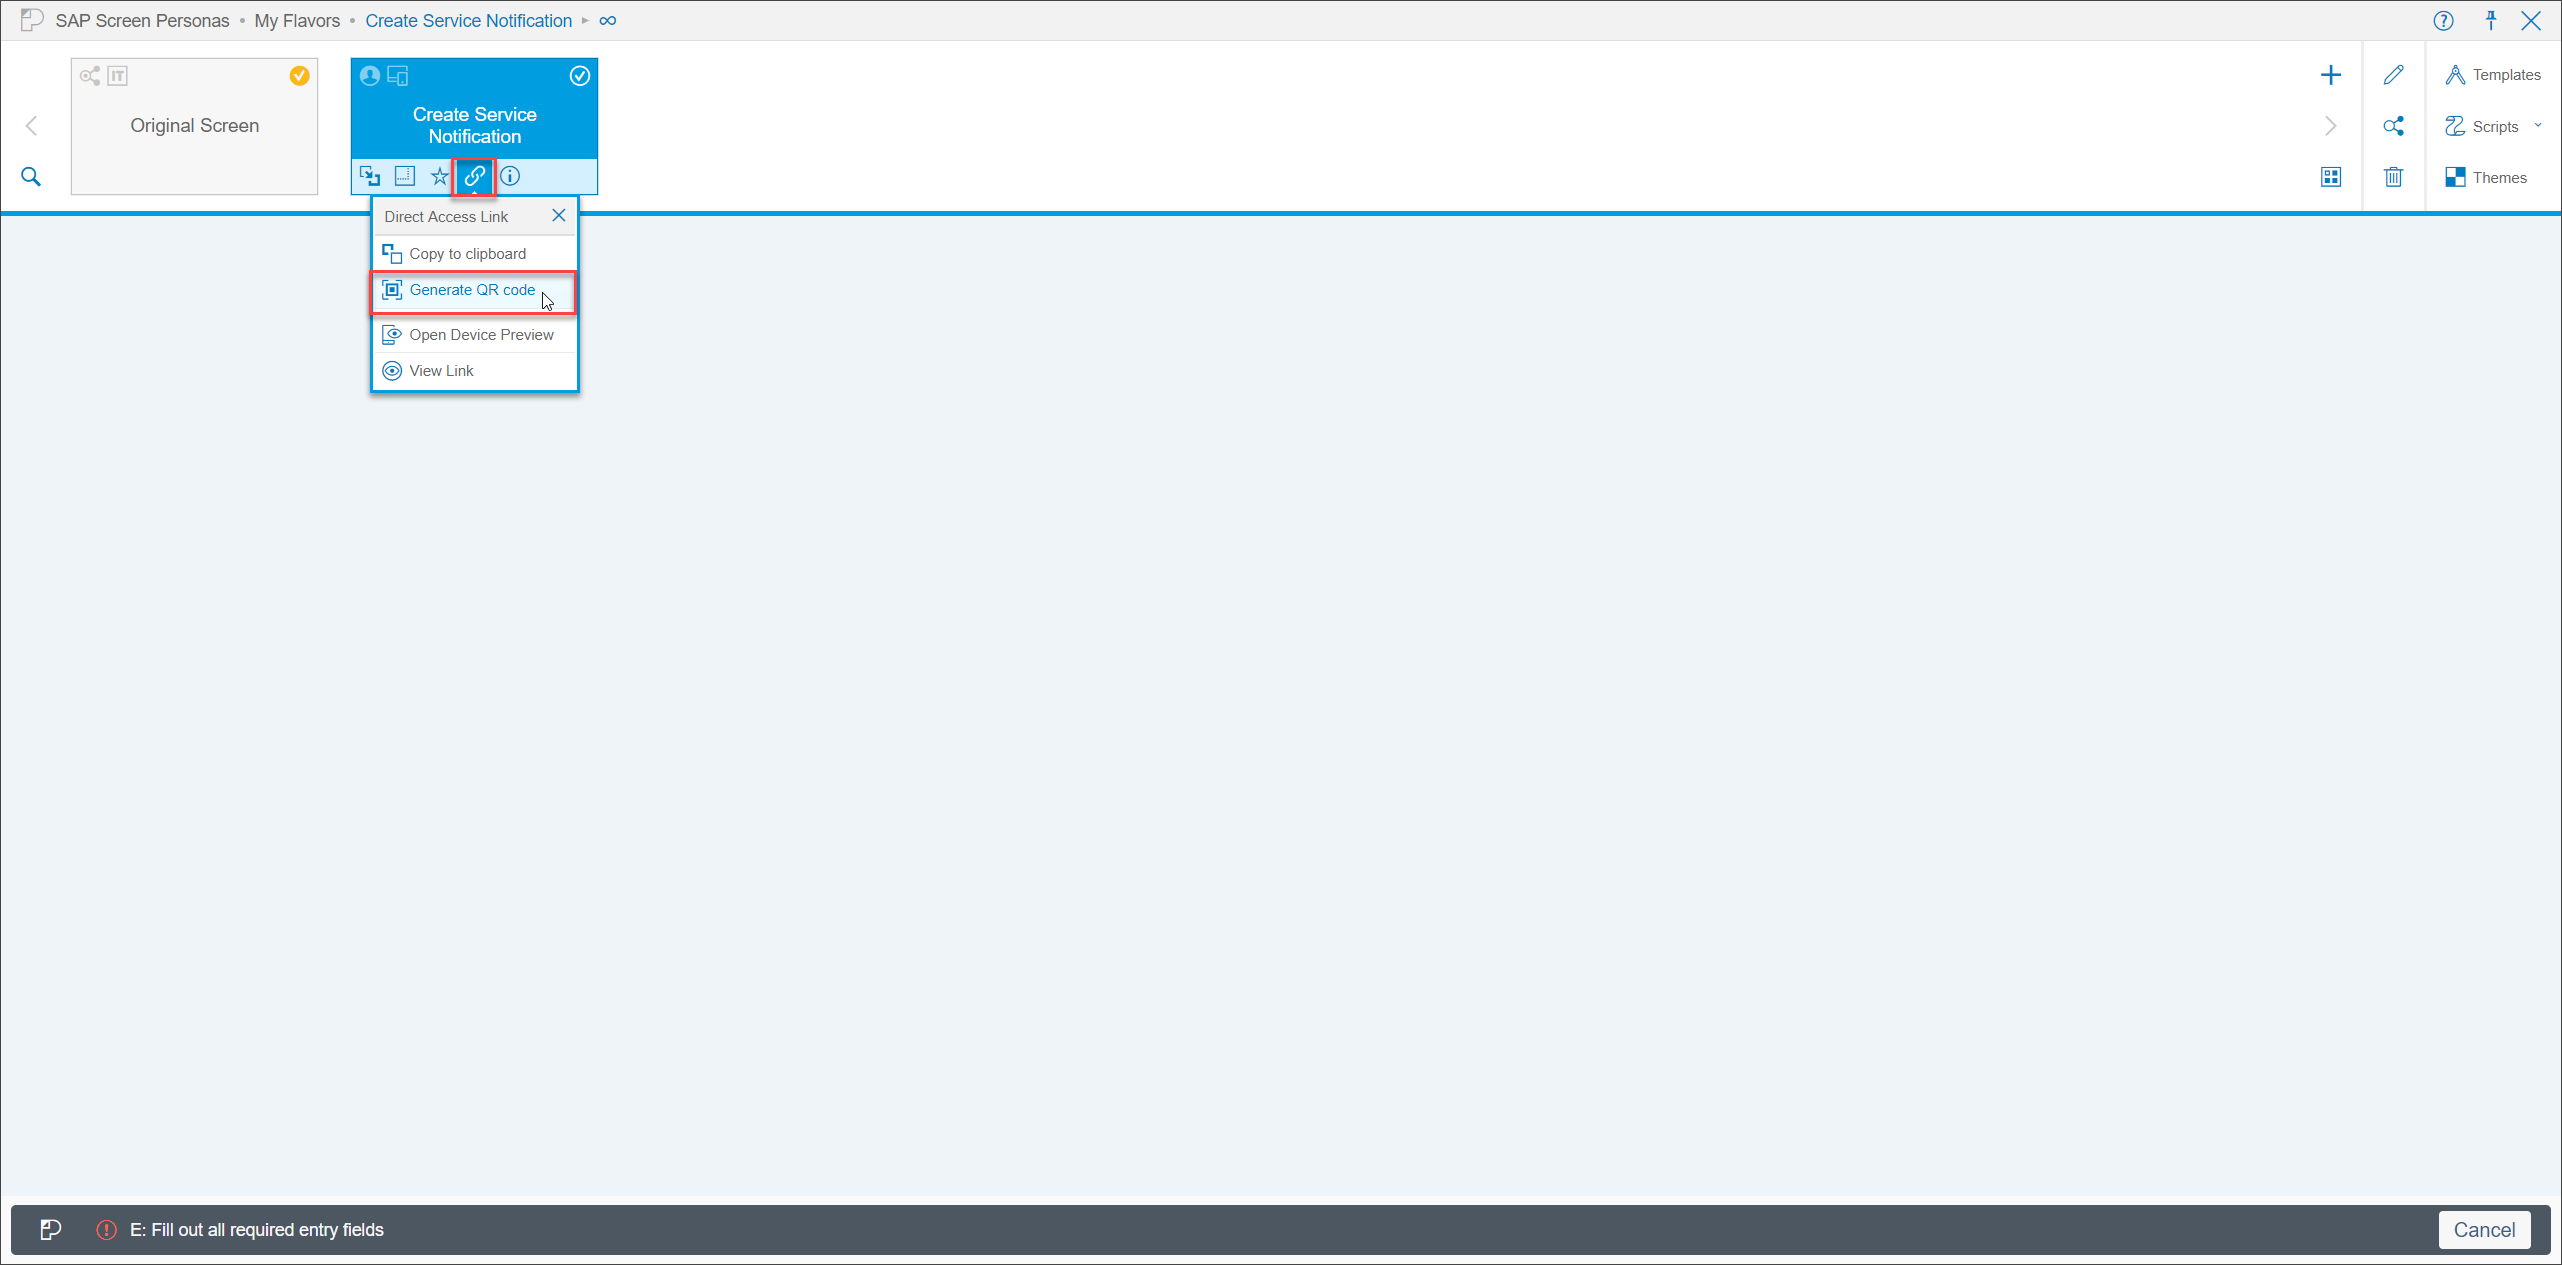 SAP Screen Personas • My Flavors • Create Service Notification
IT
Original Screen
Create Service
Notification
Templates
Scripts
Themes
Direct Access Link
Copy to clipboard
Generate QR code
Open Device Preview
View Link
E: Fill out all required entry fields
Cancel